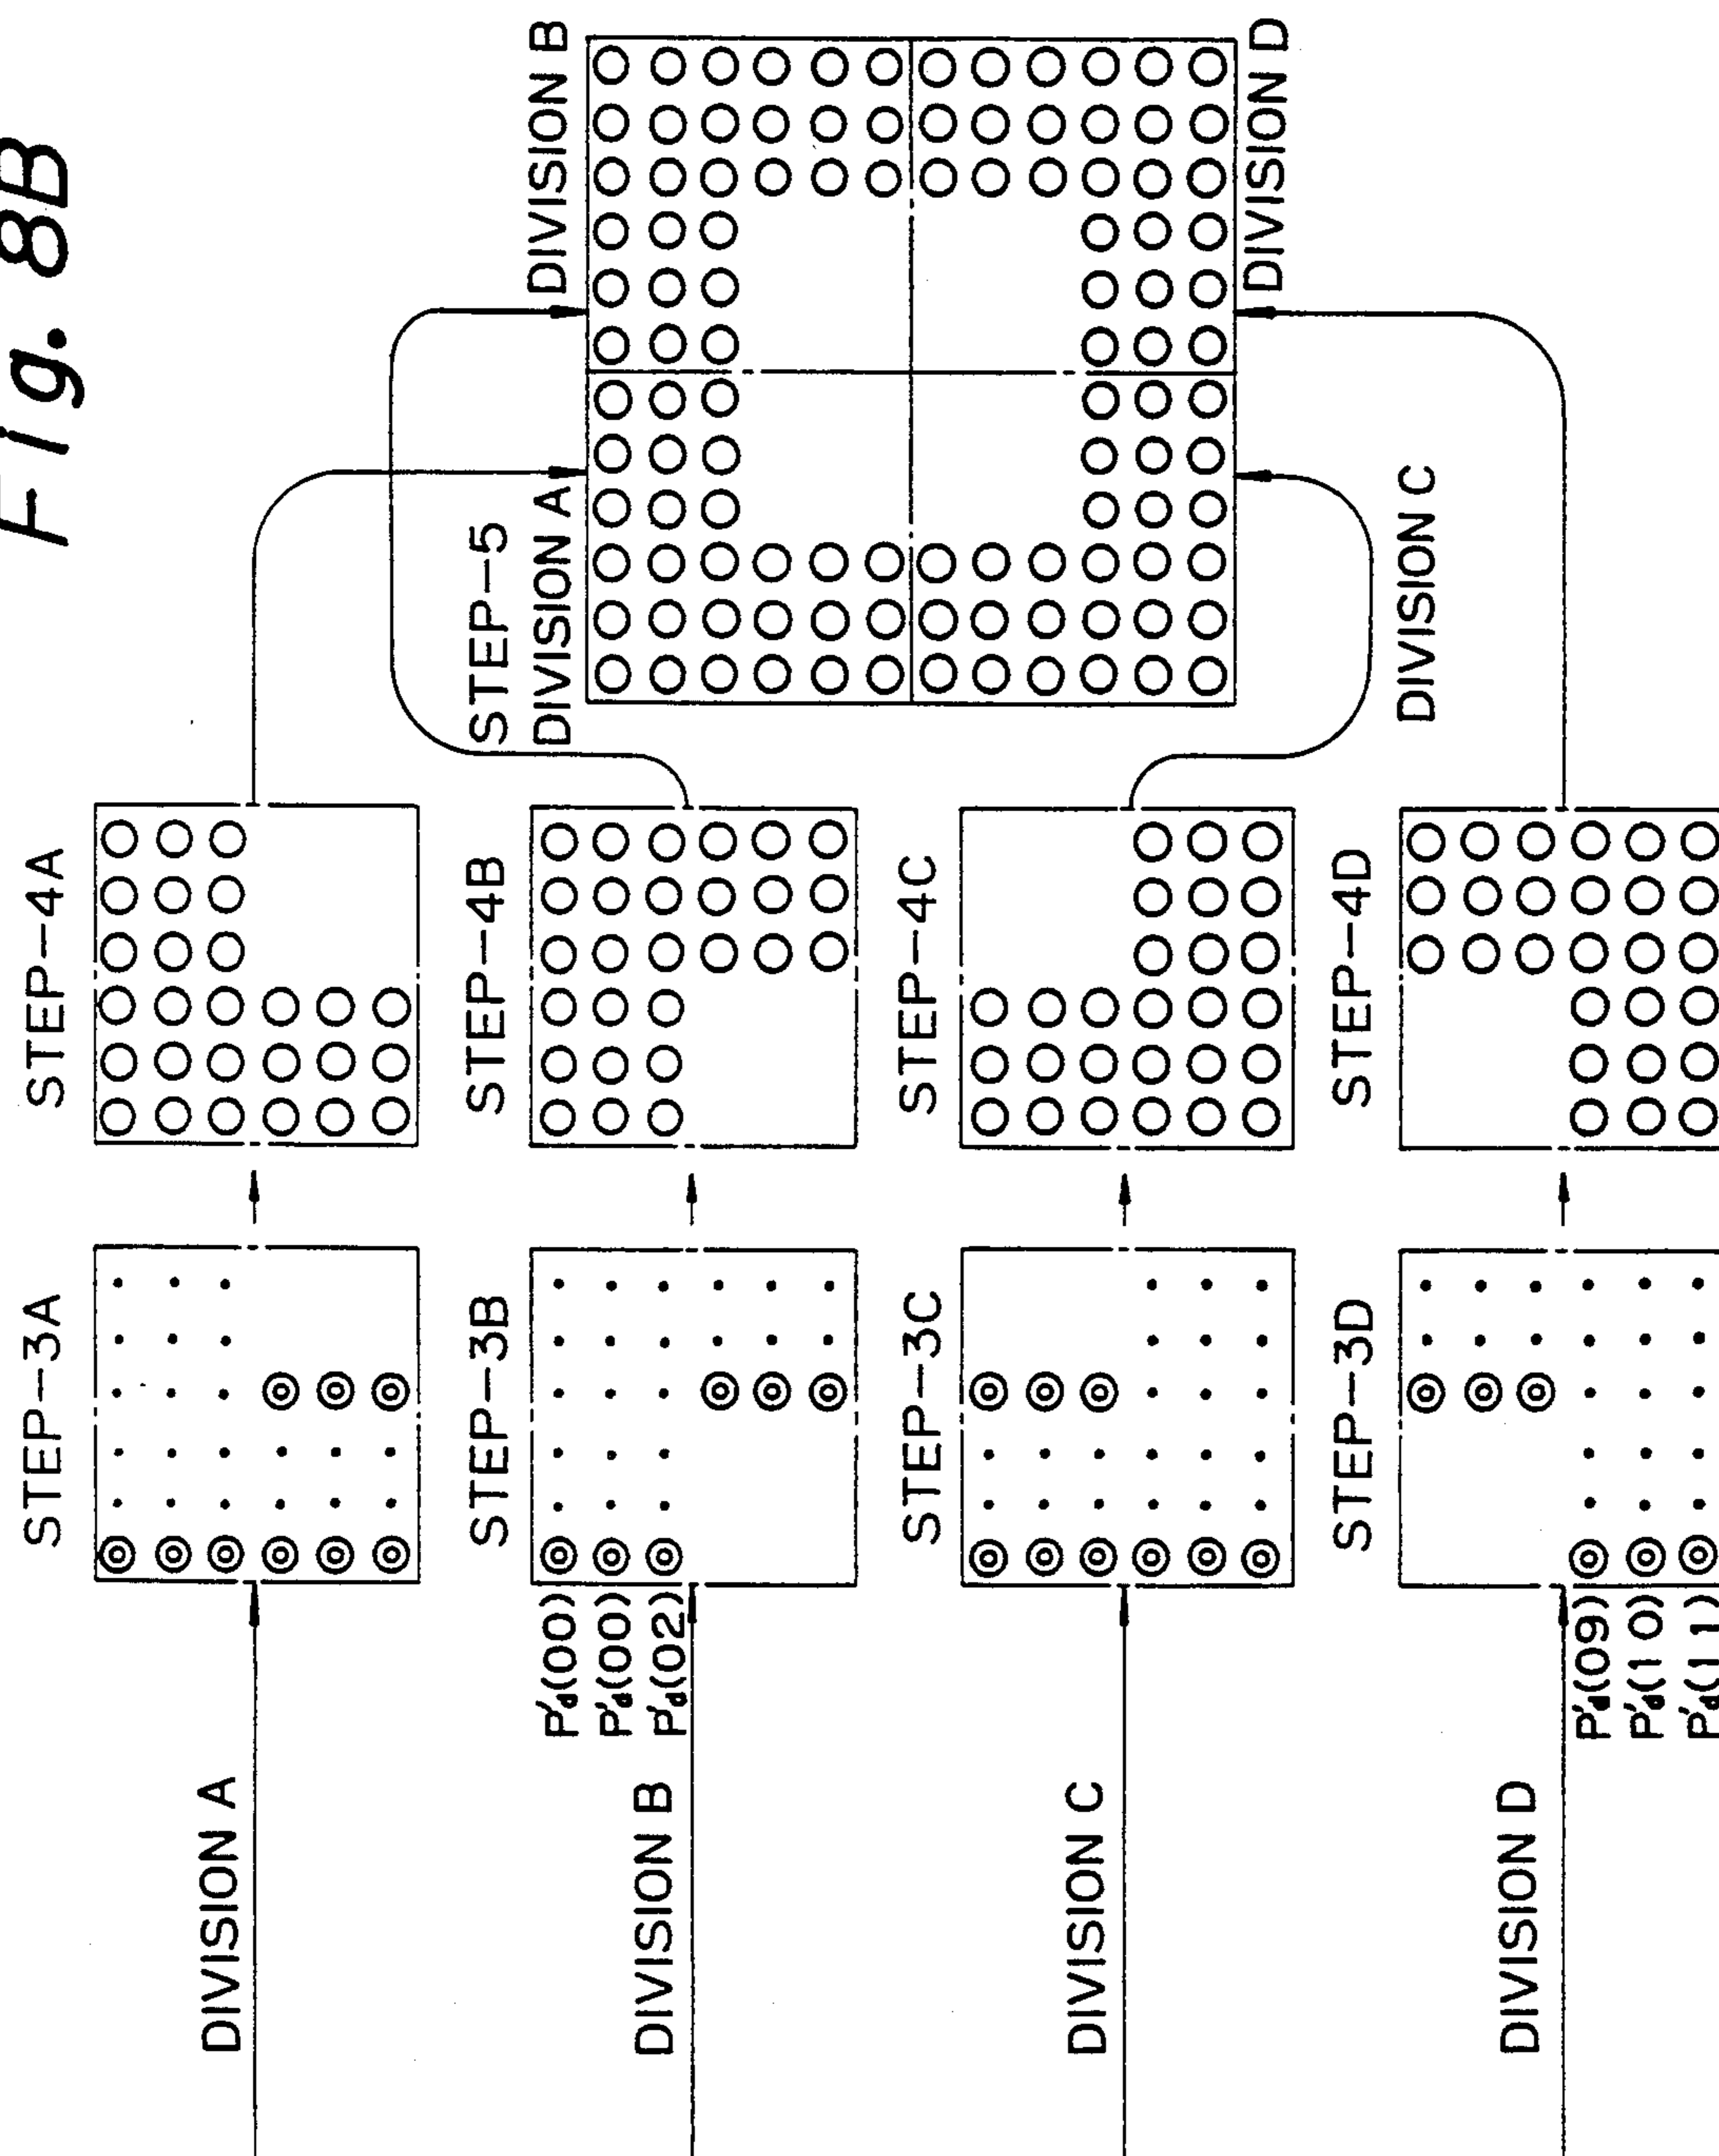 Fig. 8B
DIVISION A
STEP-3A
STEP-4A
DIVISION B
P'd(00)
P'd(00)
P'd(02)
STEP-3B
STEP-4B
STEP-5
DIVISION A
DIVISION B
DIVISION C
STEP-3C
STEP-4C
DIVISION C
DIVISION D
DIVISION D
P'd(09)
P'd(10)
P'd(11)
STEP-3D
STEP-4D